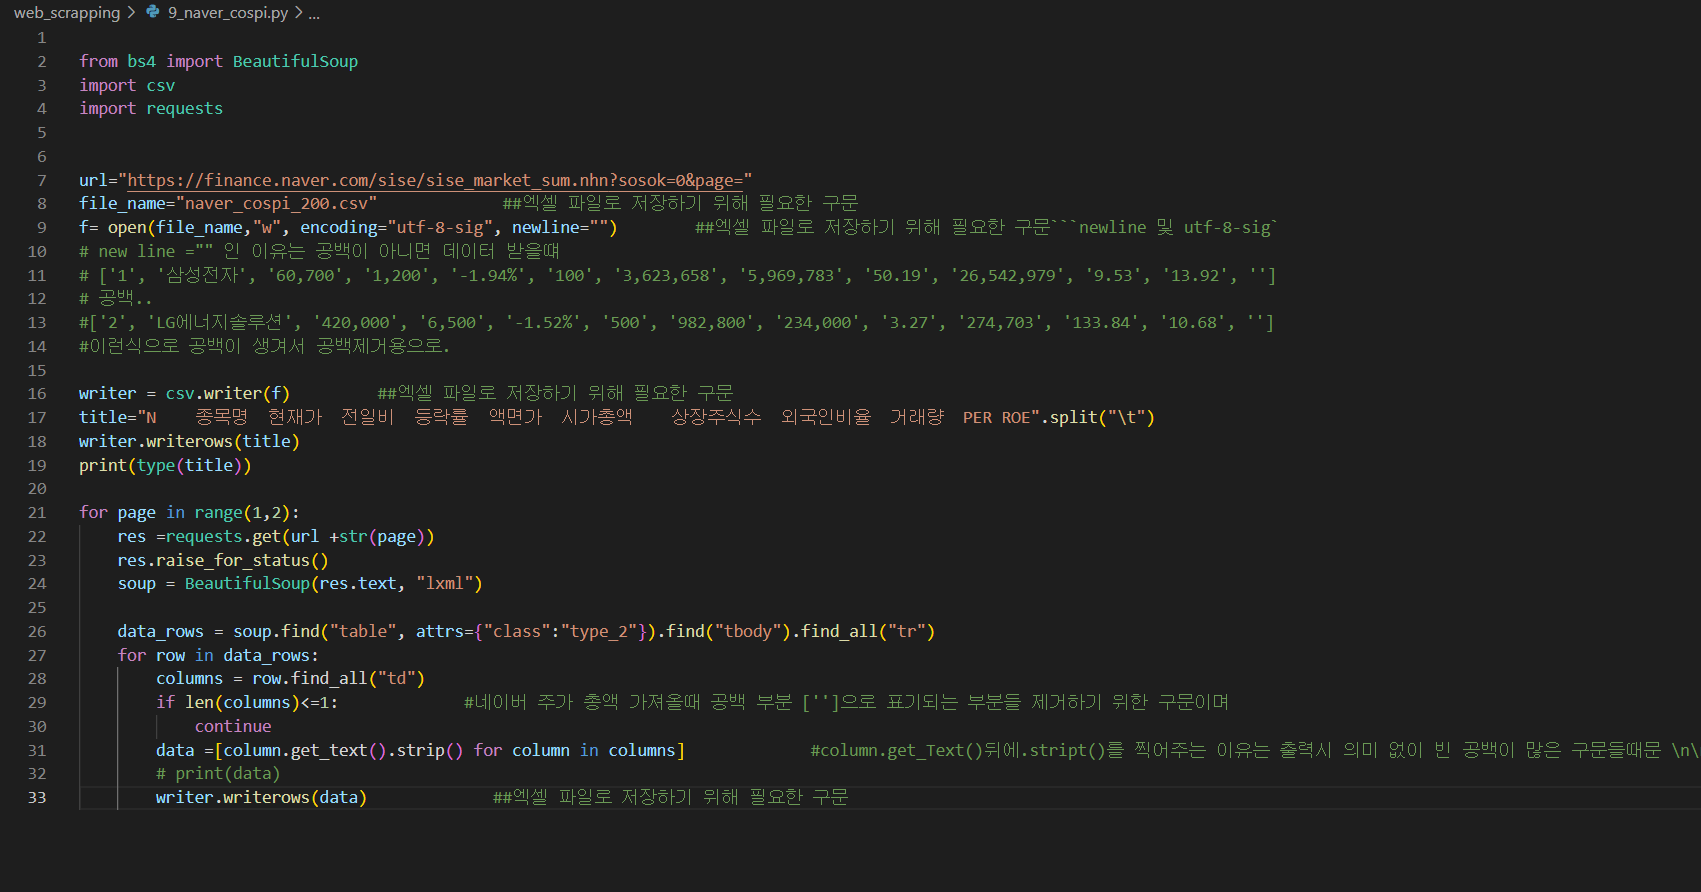 web_scrapping > 9_naver_cospi.py > ...
1
2 from bs4 import BeautifulSoup
3 import csv
4 import requests
5
6
7 url="https://finance.naver.com/sise/sise_market_sum.nhn?sosok=0&page="
8 file_name="naver_cospi_200.csv" ##엑셀 파일로 저장하기 위해 필요한 구문
9 f= open(file_name,"w", encoding="utf-8-sig", newline="") ##엑셀 파일로 저장하기 위해 필요한 구문```newline 및 utf-8-sig`
10 # new line ="" 인 이유는 공백이 아니면 데이터 받을떄
11 # ['1', '삼성전자', '60,700', '1,200', '-1.94%', '100', '3,623,658', '5,969,783', '50.19', '26,542,979', '9.53', '13.92', '']
12 # 공백..
13 #['2', 'LG에너지솔루션', '420,000', '6,500', '-1.52%', '500', '982,800', '234,000', '3.27', '274,703', '133.84', '10.68', '']
14 #이런식으로 공백이 생겨서 공백제거용으로.
15
16 writer = csv.writer(f) ##엑셀 파일로 저장하기 위해 필요한 구문
17 title="N 종목명 현재가 전일비 등락률 액면가 시가총액 상장주식수 외국인비율 거래량 PER ROE".split("\t")
18 writer.writerows(title)
19 print(type(title))
20
21 for page in range(1,2):
22 res =requests.get(url +str(page))
23 res.raise_for_status()
24 soup = BeautifulSoup(res.text, "lxml")
25
26 data_rows = soup.find("table", attrs={"class":"type_2"}).find("tbody").find_all("tr")
27 for row in data_rows:
28 columns = row.find_all("td")
29 if len(columns)<=1: #네이버 주가 총액 가져올때 공백 부분 ['']으로 표기되는 부분들 제거하기 위한 구문이며
30 continue
31 data =[column.get_text().strip() for column in columns] #column.get_Text()뒤에.stript()를 찍어주는 이유는 출력시 의미 없이 빈 공백이 많은 구문들때문 \n\
32 # print(data)
33 writer.writerows(data) ##엑셀 파일로 저장하기 위해 필요한 구문